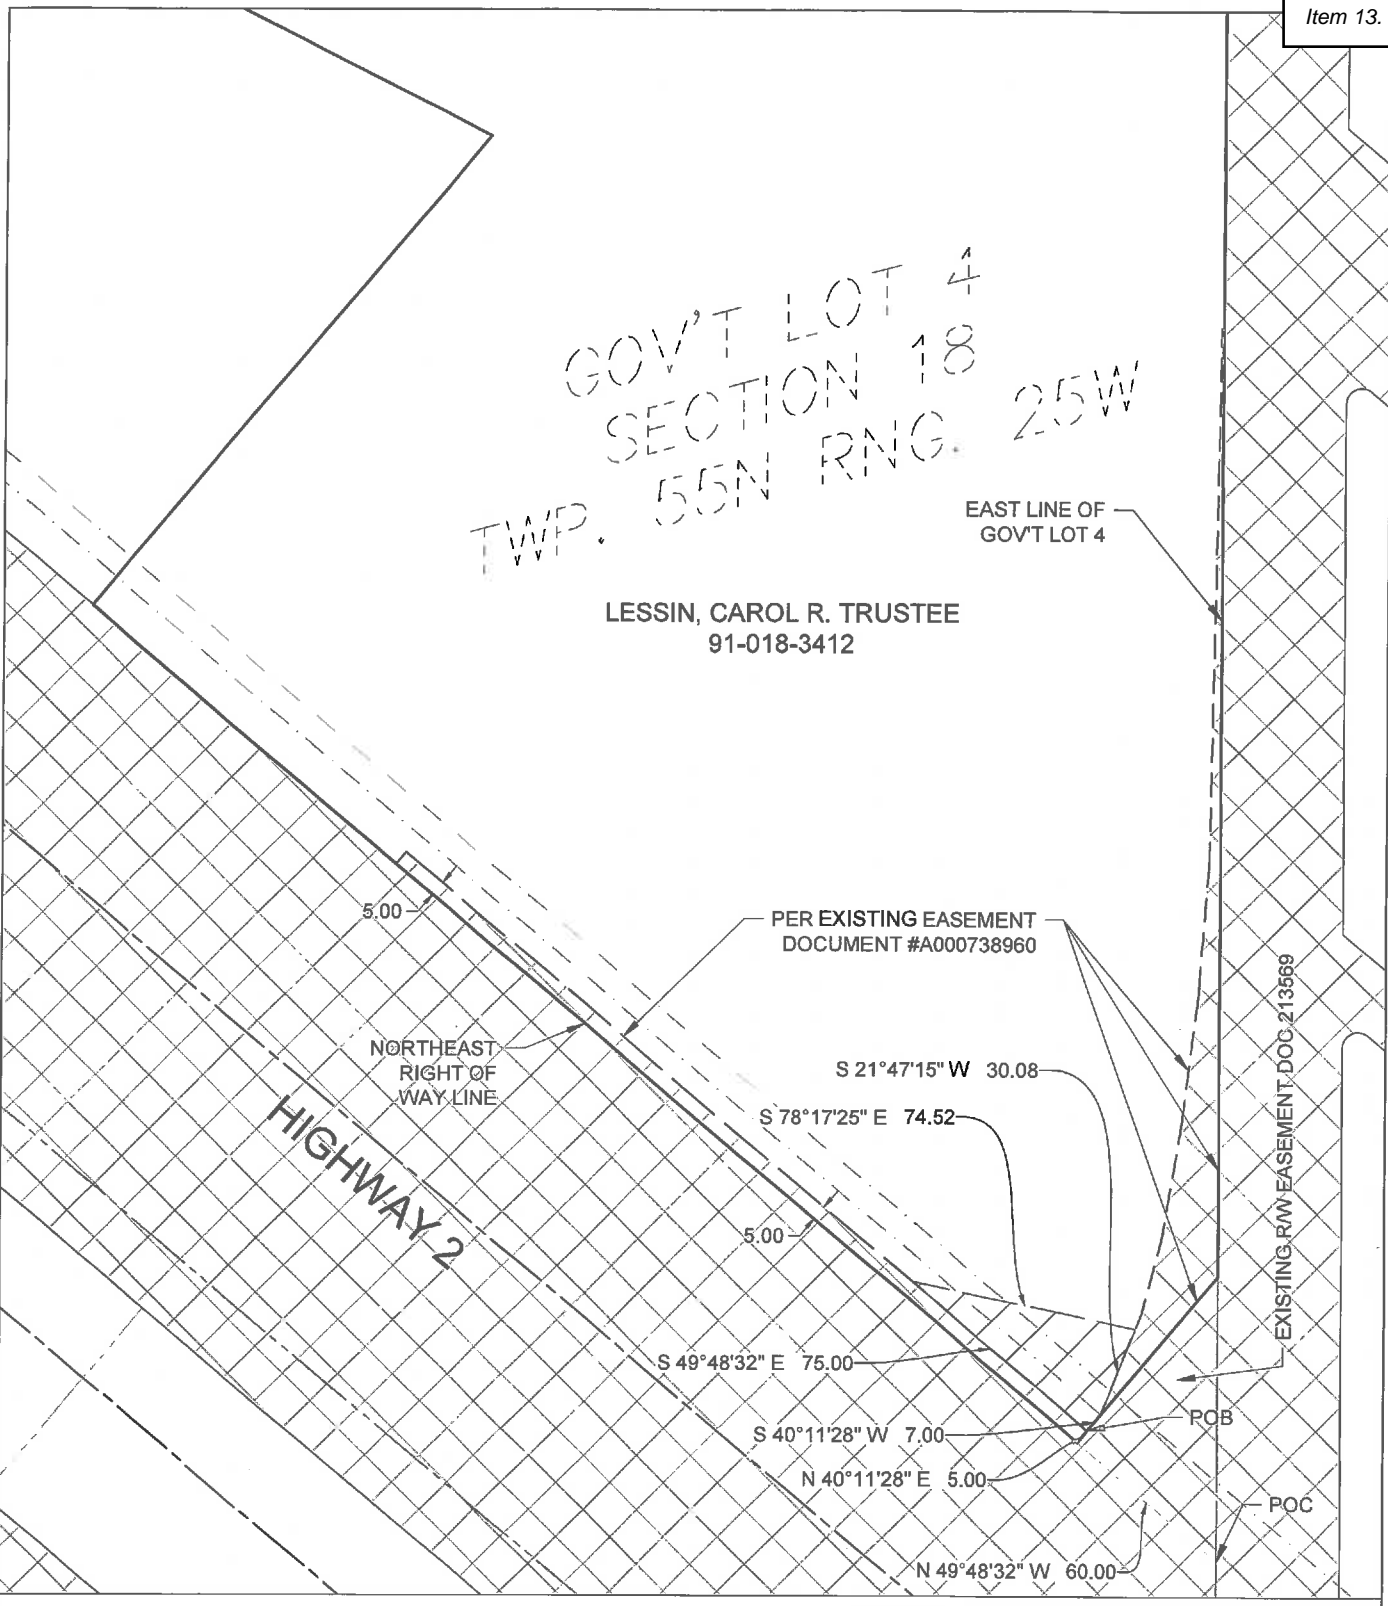 Item 13.
GOV'T LOT 4
SECTION 18
TWP. 55N RNG. 25W
EAST LINE OF
GOV'T LOT 4
LESSIN, CAROL R. TRUSTEE
91-018-3412
5.00
PER EXISTING EASEMENT
DOCUMENT #A000738960
NORTHEAST
RIGHT OF
WAY LINE
HIGHWAY 2
S 21°47'15" W 30.08
S 78°17'25" E 74.52
EXISTING R/W EASEMENT DOC 213569
5.00
S 49°48'32" E 75.00
S 40°11'28" W 7.00
POB
N 40°11'28" E 5.00
POC
N 49°48'32" W 60.00